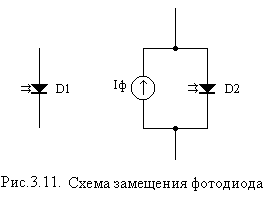 Iф
D1
D2
Рис.3.11. Схема замещения фотодиода